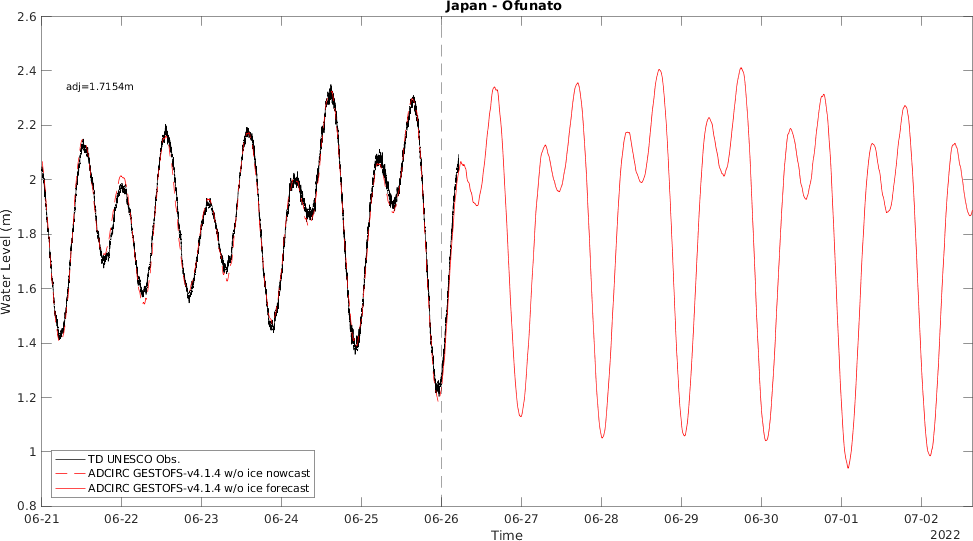 Japan - Ofunato
adj=1.7154m
Water Level (m)
2.6
2.4
2.2
2
1.8
1.6
1.4
1.2
1
0.8
TD UNESCO Obs.
ADCIRC GESTOFS-v4.1.4 w/o ice nowcast
ADCIRC GESTOFS-v4.1.4 w/o ice forecast
06-21 06-22 06-23 06-24 06-25 06-26 06-27 06-28 06-29 06-30 07-01 07-02
Time
2022